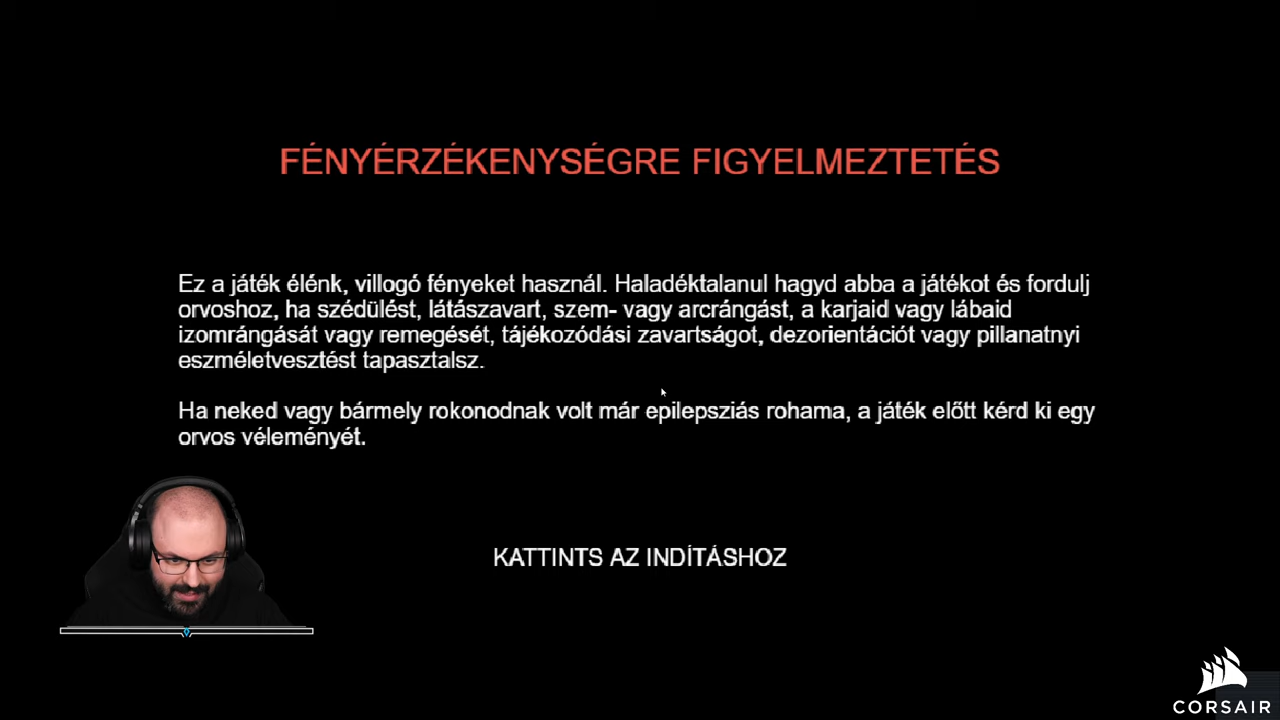 FÉNYÉRZÉKENYSÉGRE FIGYELMEZTETÉS
Ez a játék élénk, villogó fényeket használ. Haladéktalanul hagyd abba a játékot és fordulj
orvoshoz, ha szédülést, látászavart, szem- vagy arcrángást, a karjaid vagy lábaid
izomrángását vagy remegését, tájékozódási zavartságot, dezorientációt vagy pillanatnyi
eszméletvesztést tapasztalsz.
Ha neked vagy bármely rokonodnak volt már epilepsziás rohama, a játék előtt kérd ki egy
orvos véleményét.
KATTINTS AZ INDÍTÁSHOZ
CORSAIR